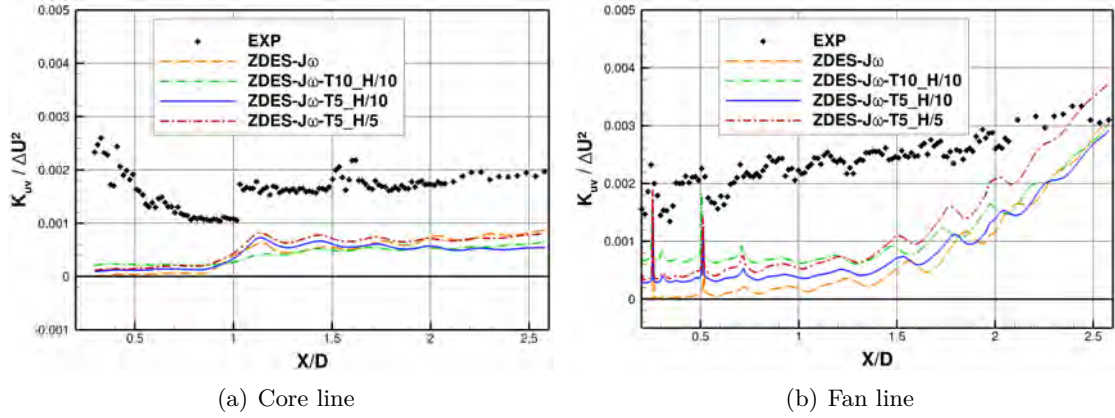 0.005
0.004
0.003
0.002
0.001
0
-0.001
K_uv / ΔU²
EXP
ZDES-Jω
ZDES-Jω-T10_H/10
ZDES-Jω-T5_H/10
ZDES-Jω-T5_H/5
0.5
1
1.5
2
2.5
X/D
(a) Core line
0.005
0.004
0.003
0.002
0.001
0
K_uv / ΔU²
EXP
ZDES-Jω
ZDES-Jω-T10_H/10
ZDES-Jω-T5_H/10
ZDES-Jω-T5_H/5
0.5
1
1.5
2
2.5
X/D
(b) Fan line